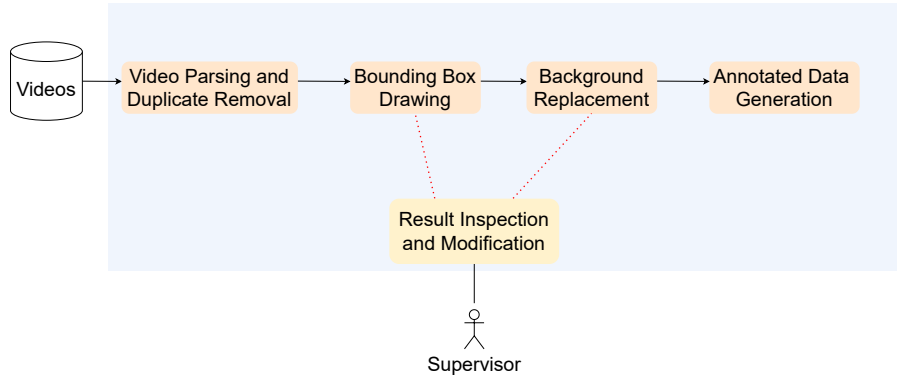 Videos
Video Parsing and
Duplicate Removal
Bounding Box
Drawing
Background
Replacement
Annotated Data
Generation
Result Inspection
and Modification
Supervisor